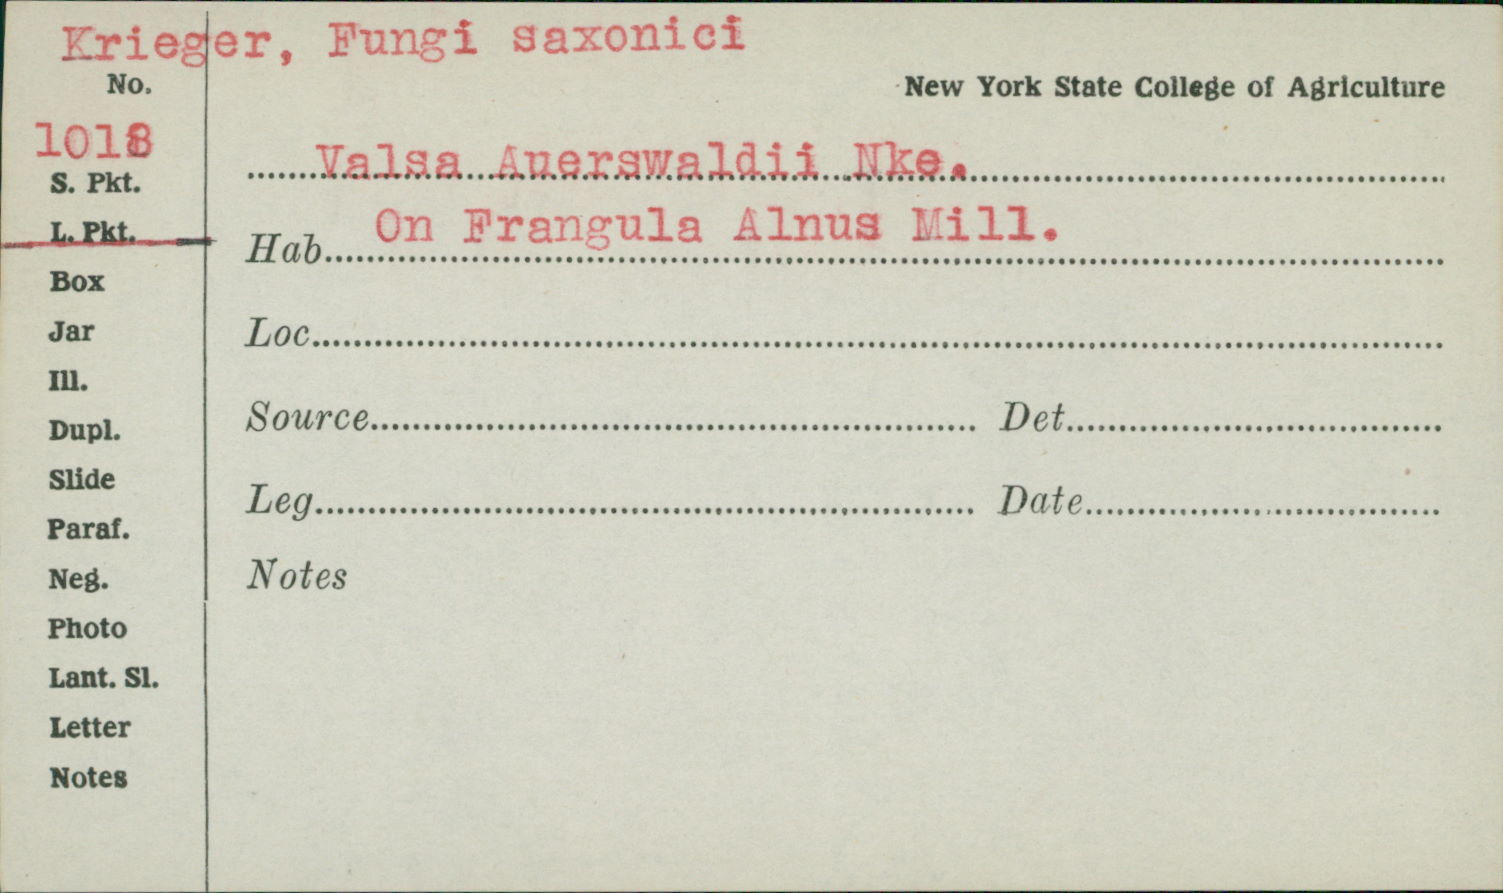 Krieger, Fungi saxonici
No.
New York State College of Agriculture
1018
Valsa Auerswaldii Nke.
S. Pkt.
L. Pkt.
Hab. On Frangula Alnus Mill.
Box
Loc.
Jar
Ill.
Source Det.
Dupl.
Slide
Leg. Date
Paraf.
Notes
Neg.
Photo
Lant. Sl.
Letter
Notes